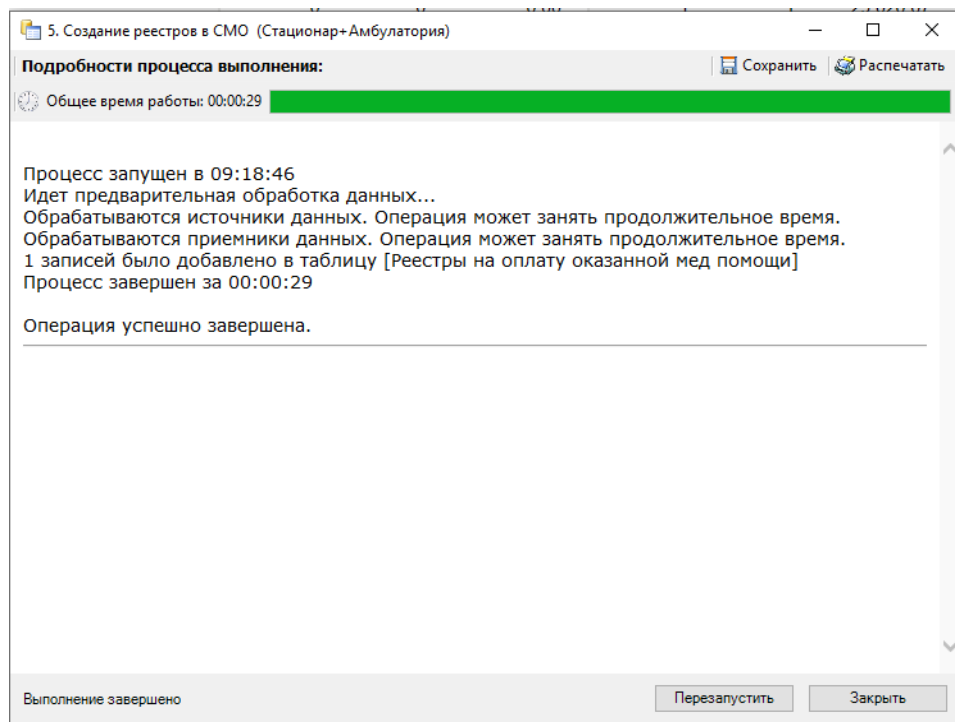 5. Создание реестров в СМО (Стационар+Амбулатория)
Подробности процесса выполнения:
Сохранить
Распечатать
Общее время работы: 00:00:29
Процесс запущен в 09:18:46
Идет предварительная обработка данных...
Обрабатываются источники данных. Операция может занять продолжительное время.
Обрабатываются приемники данных. Операция может занять продолжительное время.
1 записей было добавлено в таблицу [Реестры на оплату оказанной мед помощи]
Процесс завершен за 00:00:29
Операция успешно завершена.
Выполнение завершено
Перезапустить
Закрыть